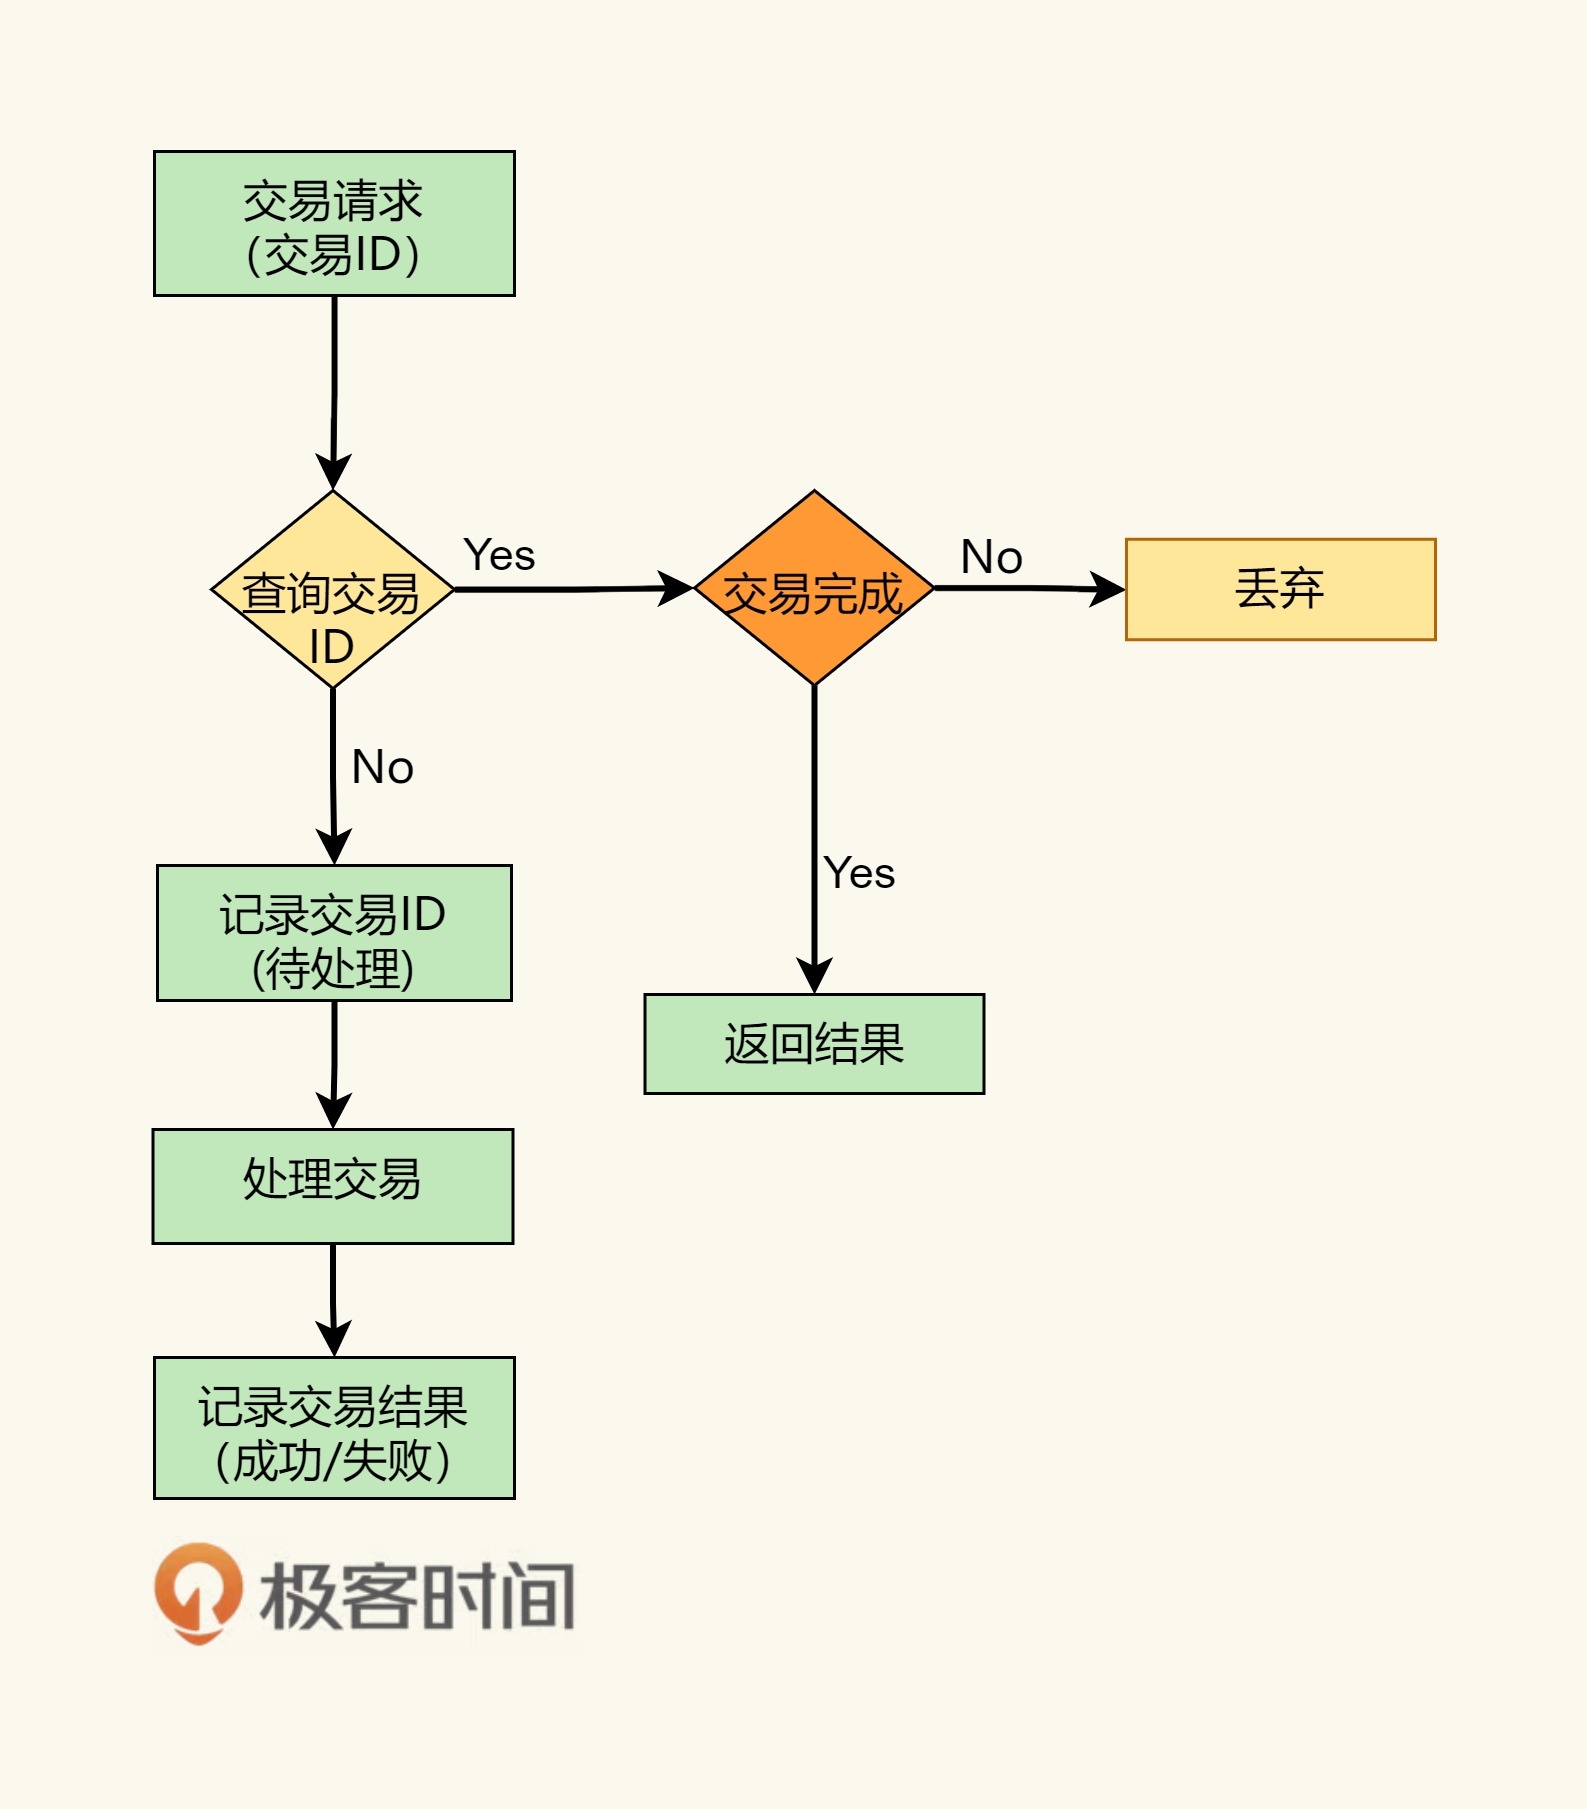 交易请求
（交易ID）
查询交易
ID
Yes
交易完成
No
丢弃
No
Yes
记录交易ID
(待处理)
返回结果
处理交易
记录交易结果
（成功/失败）
极客时间